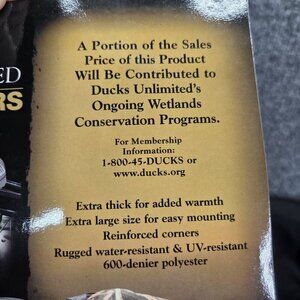 ED
RS
A Portion of the Sales
Price of this Product
Will Be Contributed to
Ducks Unlimited's
Ongoing Wetlands
Conservation Programs.
For Membership
Information:
1-800-45-DUCKS or
www.ducks.org
Extra thick for added warmth
Extra large size for easy mounting
Reinforced corners
Rugged water-resistant & UV-resistant
600-denier polyester